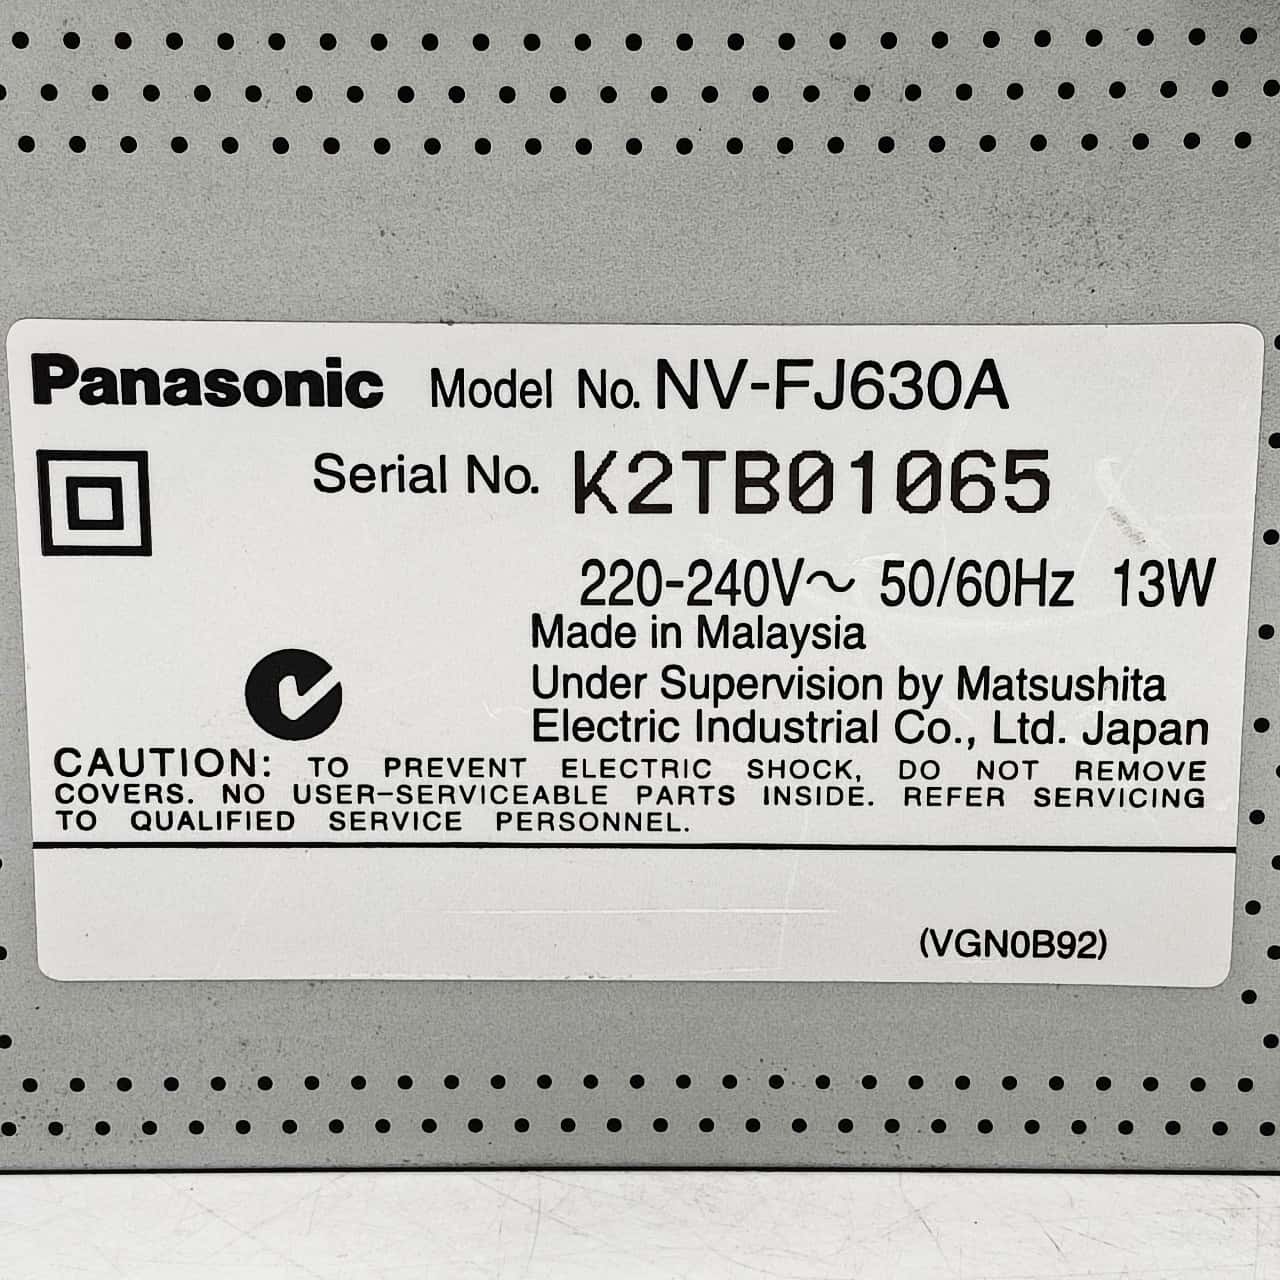 Panasonic Model No. NV-FJ630A
Serial No. K2TB01065
220-240V～ 50/60Hz 13W
Made in Malaysia
Under Supervision by Matsushita
Electric Industrial Co., Ltd. Japan
CAUTION: TO PREVENT ELECTRIC SHOCK, DO NOT REMOVE
COVERS. NO USER-SERVICEABLE PARTS INSIDE. REFER SERVICING
TO QUALIFIED SERVICE PERSONNEL.
(VGN0B92)